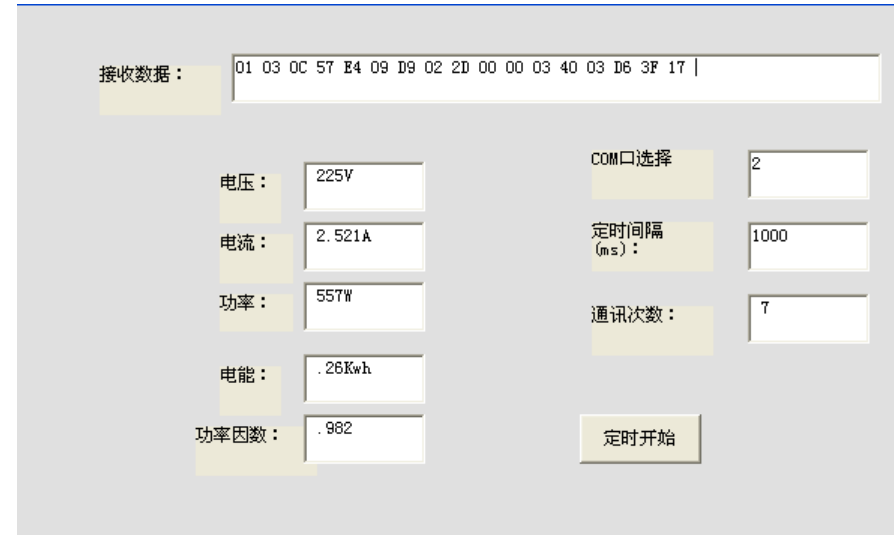 接收数据：
01 03 0C 57 E4 09 D9 02 2D 00 00 03 40 03 D6 3F 17
电压：
225V
电流：
2.521A
功率：
557W
电能：
.26Kwh
功率因数：
.982
COM口选择
2
定时间隔
(ms)：
1000
通讯次数：
7
定时开始